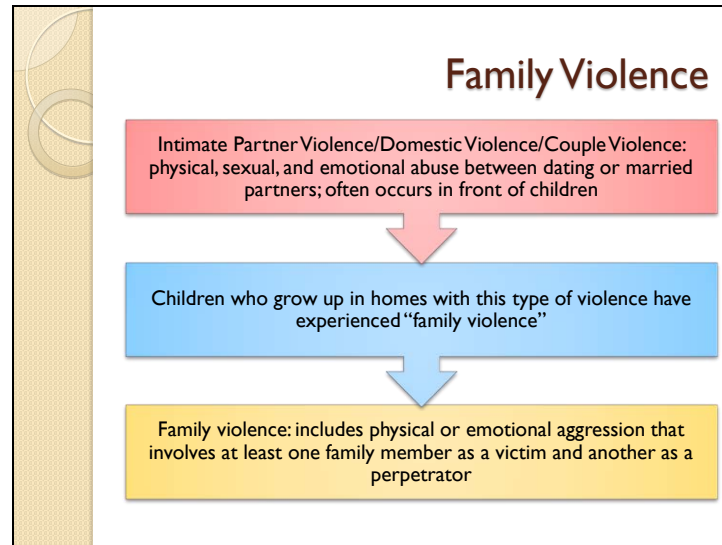 Family Violence
Intimate Partner Violence/Domestic Violence/Couple Violence:
physical, sexual, and emotional abuse between dating or married
partners; often occurs in front of children
Children who grow up in homes with this type of violence have
experienced “family violence”
Family violence: includes physical or emotional aggression that
involves at least one family member as a victim and another as a
perpetrator